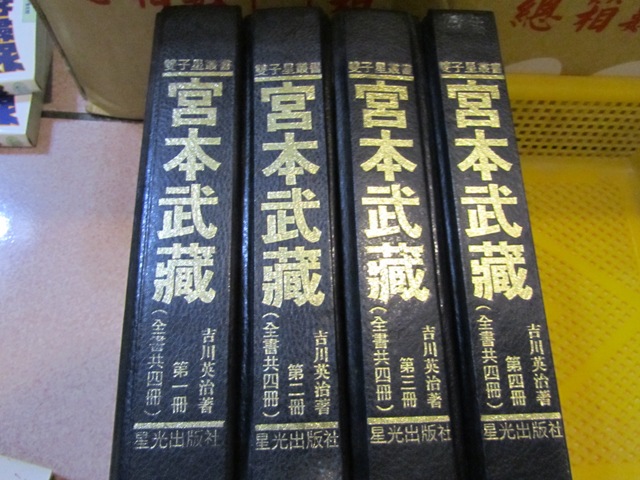 雙子星叢書
宮本武藏
(全書共四冊)
第一冊
吉川英治著
星光出版社
雙子星叢書
宮本武藏
(全書共四冊)
第二冊
吉川英治著
星光出版社
雙子星叢書
宮本武藏
(全書共四冊)
第三冊
吉川英治著
星光出版社
雙子星叢書
宮本武藏
(全書共四冊)
第四冊
吉川英治著
星光出版社
總箱